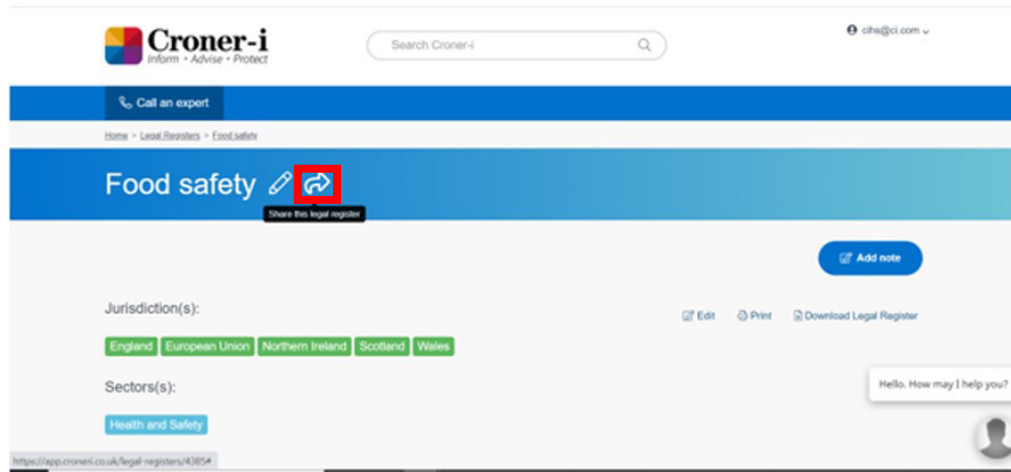 Croner-i
Inform • Advise • Protect
Search Croner-i
cihs@ci.com
Call an expert
Home > Legal Registers > Food safety
Food safety
Share this legal register
Add note
Jurisdiction(s):
Edit Print Download Legal Register
England European Union Northern Ireland Scotland Wales
Sectors(s):
Hello. How may I help you?
Health and Safety
https://app.croneri.co.uk/legal-registers/4385#